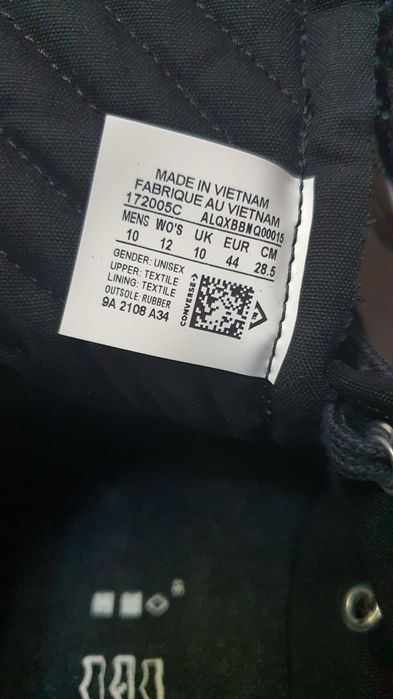 MADE IN VIETNAM
FABRIQUE AU VIETNAM
172005C ALQXBBNQ00015
MENS WO'S UK EUR CM
10 12 10 44 28.5
GENDER: UNISEX
UPPER: TEXTILE
LINING: TEXTILE
OUTSOLE: RUBBER
9A 2108 A34
CONVERSE